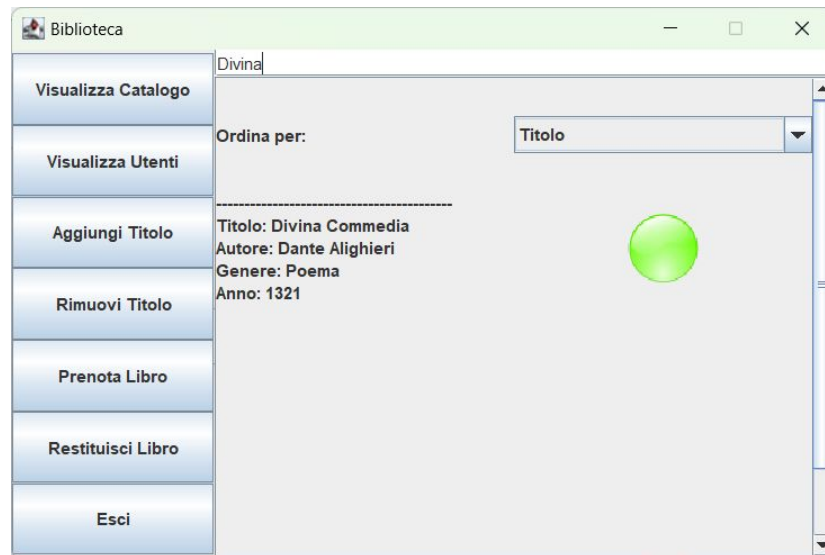 Biblioteca
Divina
Visualizza Catalogo
Visualizza Utenti
Aggiungi Titolo
Rimuovi Titolo
Prenota Libro
Restituisci Libro
Esci
Ordina per:
Titolo
------------------------------------------
Titolo: Divina Commedia
Autore: Dante Alighieri
Genere: Poema
Anno: 1321